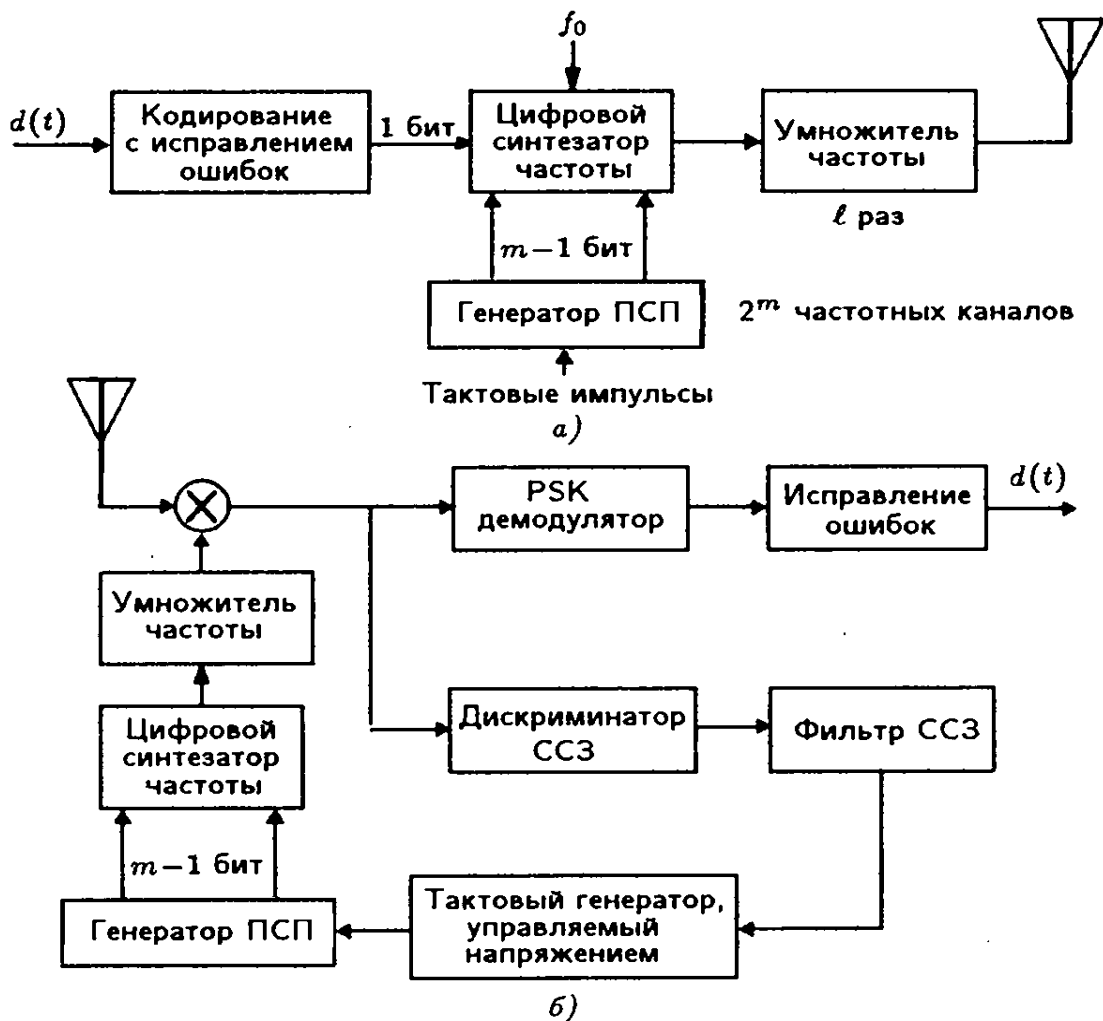 f₀
d(t)
Кодирование
с исправлением
ошибок
1 бит
Цифровой
синтезатор
частоты
Умножитель
частоты
ℓ раз
m−1 бит
Генератор ПСП
2ᵐ частотных каналов
Тактовые импульсы
а)
PSK
демодулятор
Исправление
ошибок
d(t)
Умножитель
частоты
Цифровой
синтезатор
частоты
Дискриминатор
ССЗ
Фильтр ССЗ
m−1 бит
Генератор ПСП
Тактовый генератор,
управляемый
напряжением
б)